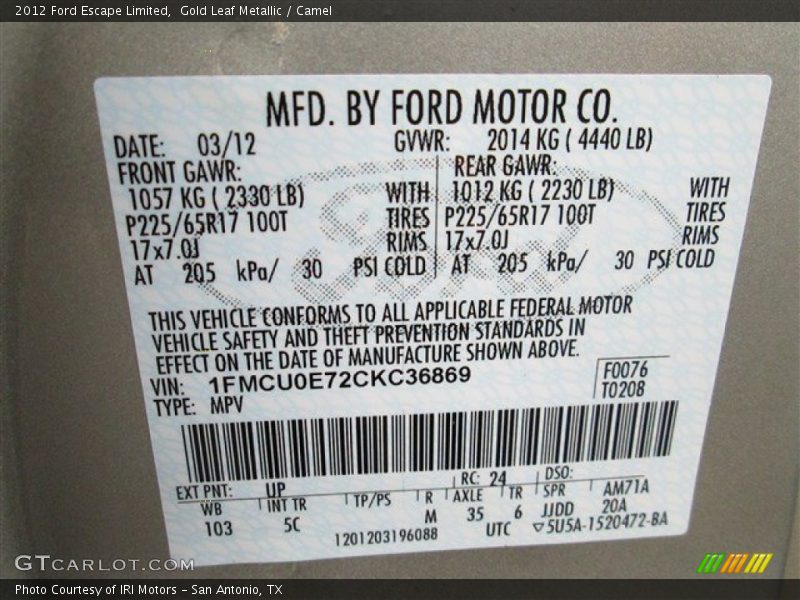 2012 Ford Escape Limited,  Gold Leaf Metallic / Camel
MFD. BY FORD MOTOR CO.
DATE: 03/12 GVWR: 2014 KG ( 4440 LB)
FRONT GAWR: REAR GAWR:
1057 KG ( 2330 LB) WITH 1012 KG ( 2230 LB) WITH
P225/65R17 100T TIRES P225/65R17 100T TIRES
17x7.0J RIMS 17x7.0J RIMS
AT 205 kPa/ 30 PSI COLD AT 205 kPa/ 30 PSI COLD
THIS VEHICLE CONFORMS TO ALL APPLICABLE FEDERAL MOTOR
VEHICLE SAFETY AND THEFT PREVENTION STANDARDS IN
EFFECT ON THE DATE OF MANUFACTURE SHOWN ABOVE.
VIN: 1FMCU0E72CKC36869 F0076
TYPE: MPV T0208
EXT PNT: UP RC: 24 DSO:
WB INT TR TP/PS R AXLE TR SPR AM71A
103 5C M 35 6 JJDD 20A
1201203196088 UTC ▽5U5A-1520472-BA
GTCARLOT.COM
Photo Courtesy of IRI Motors – San Antonio, TX